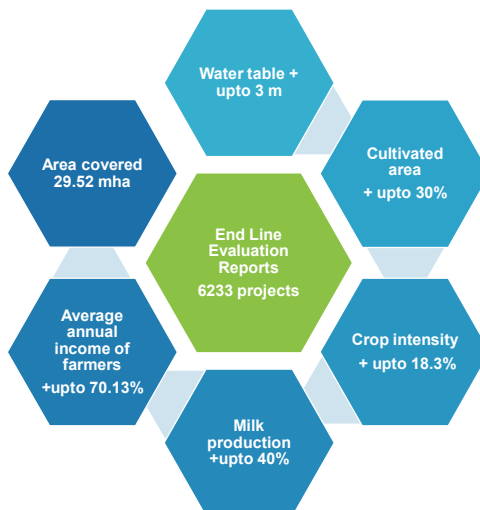 Water table +
upto 3 m
Area covered
29.52 mha
Cultivated
area
+ upto 30%
End Line
Evaluation
Reports
6233 projects
Average
annual
income of
farmers
+upto 70.13%
Crop intensity
+ upto 18.3%
Milk
production
+upto 40%